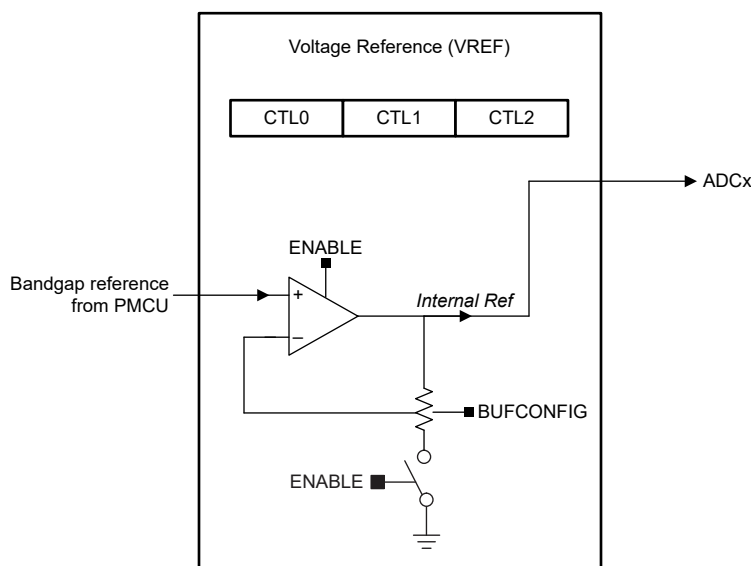 Voltage Reference (VREF)
CTL0 CTL1 CTL2
ADCx
ENABLE
Bandgap reference
from PMCU
+
Internal Ref
−
BUFCONFIG
ENABLE